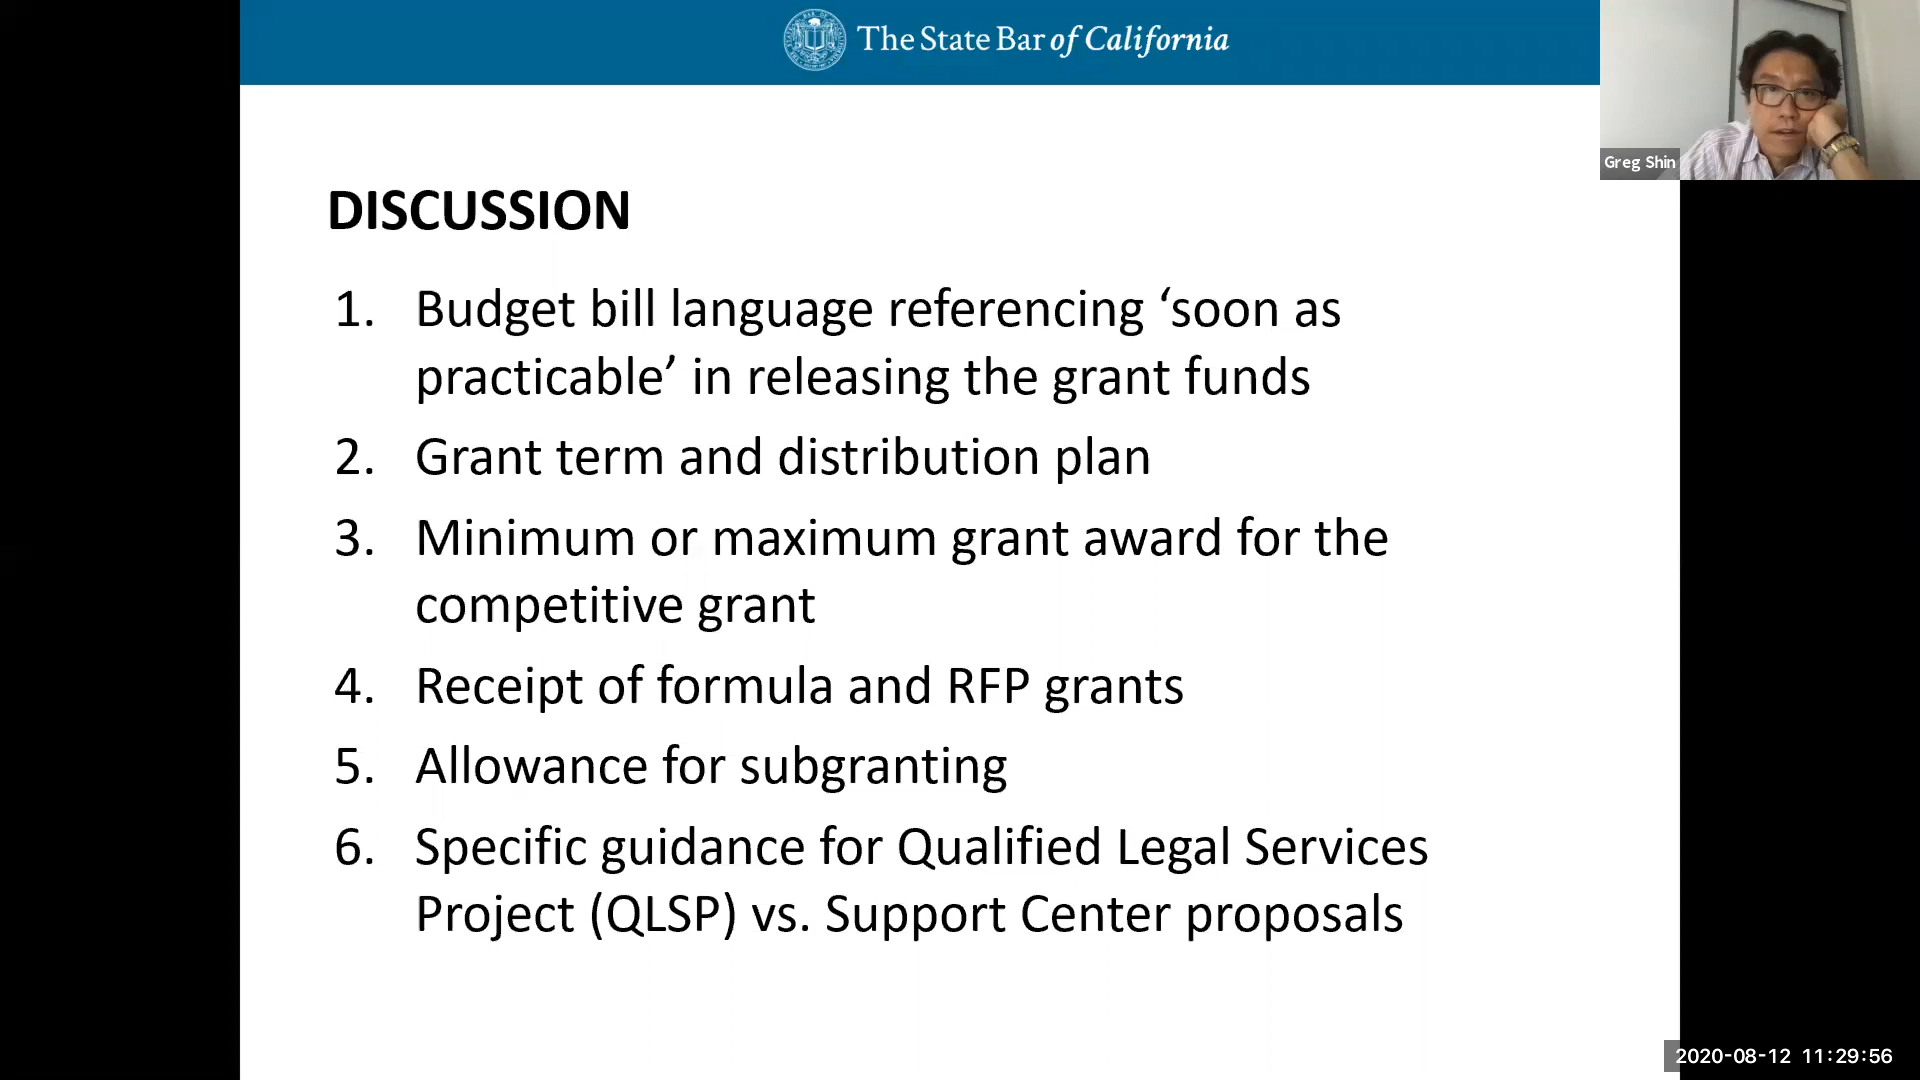 The State Bar of California
Greg Shin
DISCUSSION
1. Budget bill language referencing ‘soon as
practicable’ in releasing the grant funds
2. Grant term and distribution plan
3. Minimum or maximum grant award for the
competitive grant
4. Receipt of formula and RFP grants
5. Allowance for subgranting
6. Specific guidance for Qualified Legal Services
Project (QLSP) vs. Support Center proposals
2020-08-12 11:29:56